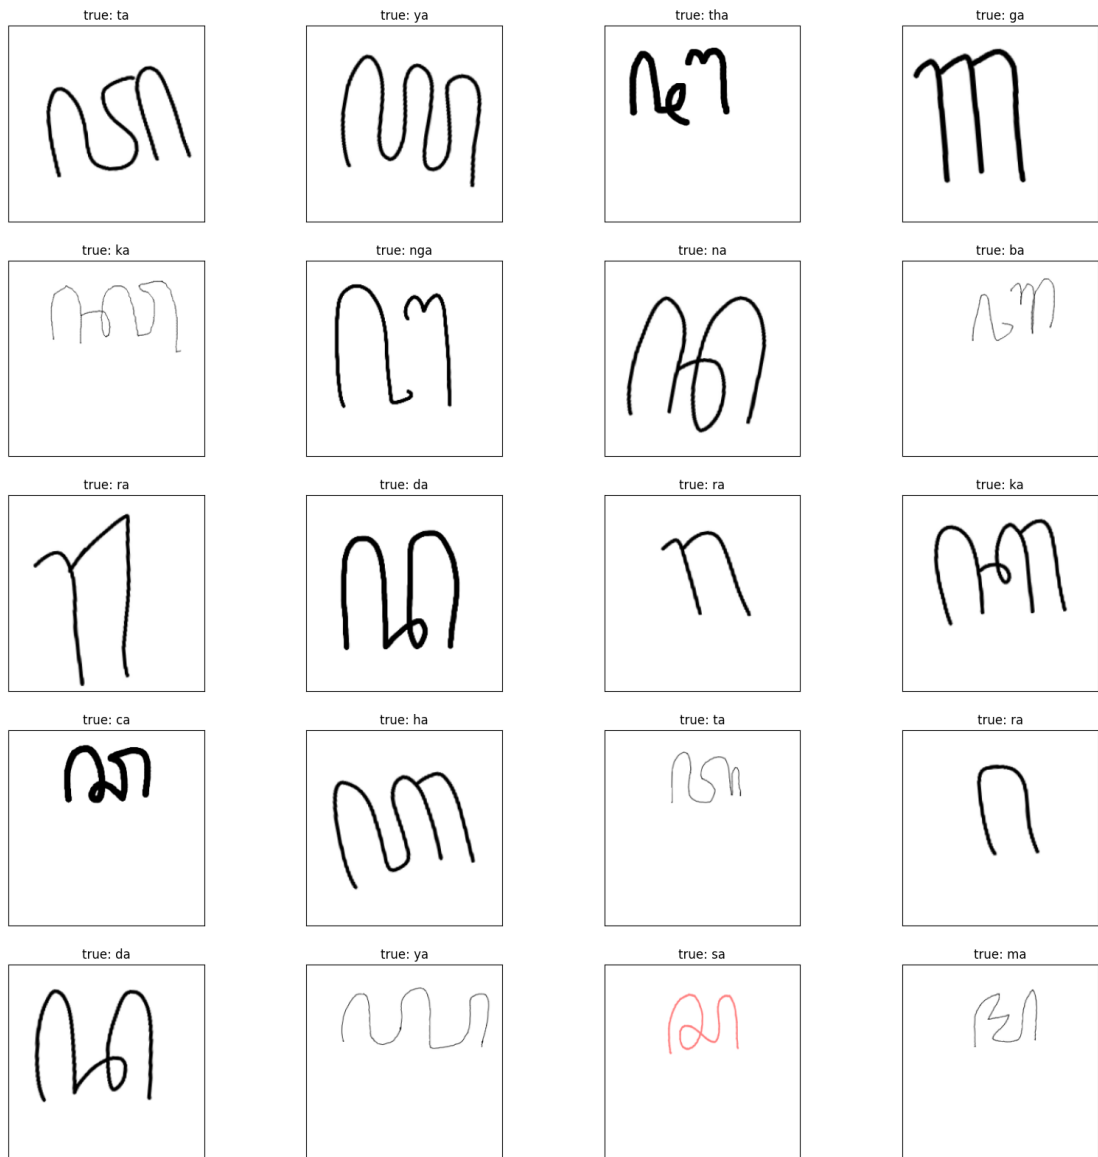 true: ta true: ya true: tha true: ga
ꦠ ꦪ ꦛ ꦒ
true: ka true: nga true: na true: ba
ꦏ ꦔ ꦤ ꦧ
true: ra true: da true: ra true: ka
ꦫ ꦢ ꦫ ꦏ
true: ca true: ha true: ta true: ra
ꦕ ꦲ ꦠ ꦫ
true: da true: ya true: sa true: ma
ꦢ ꦪ ꦱ ꦩ